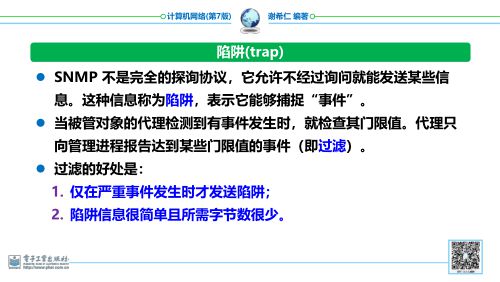 计算机网络(第7版)
谢希仁 编著
陷阱(trap)
SNMP 不是完全的探询协议，它允许不经过询问就能发送某些信
息。这种信息称为陷阱，表示它能够捕捉“事件”。
当被管对象的代理检测到有事件发生时，就检查其门限值。代理只
向管理进程报告达到某些门限值的事件（即过滤）。
过滤的好处是：
1. 仅在严重事件发生时才发送陷阱；
2. 陷阱信息很简单且所需字节数很少。
电子工业出版社
http://www.phei.com.cn